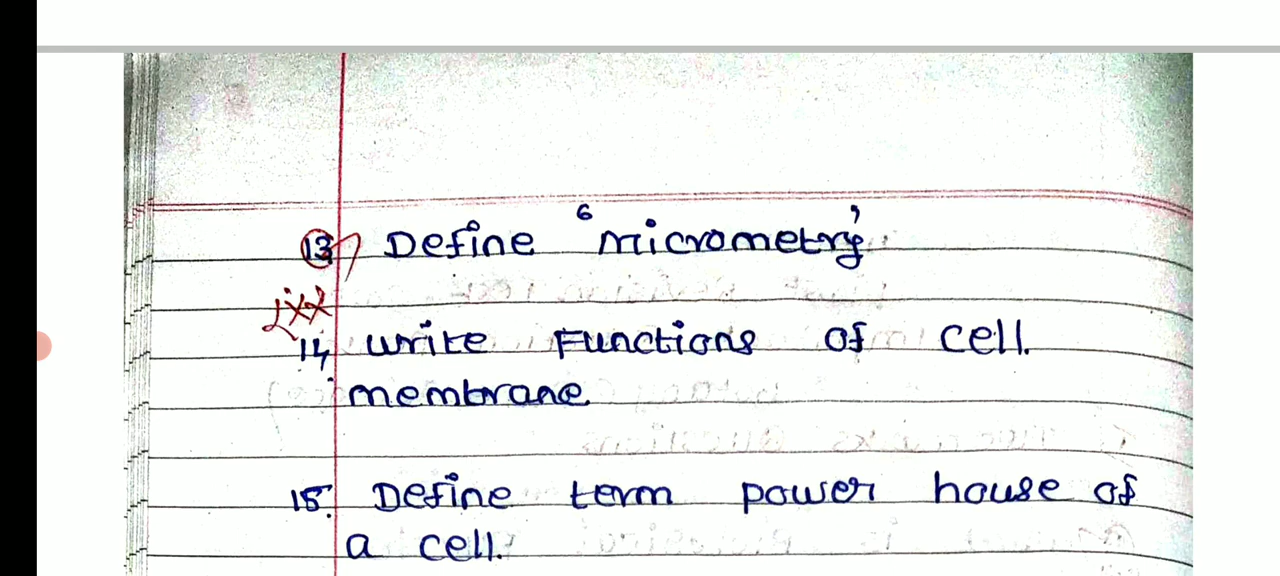 13 Define 'micrometry'
14 write Functions of cell.
membrane.
15. Define term power house of
a cell.